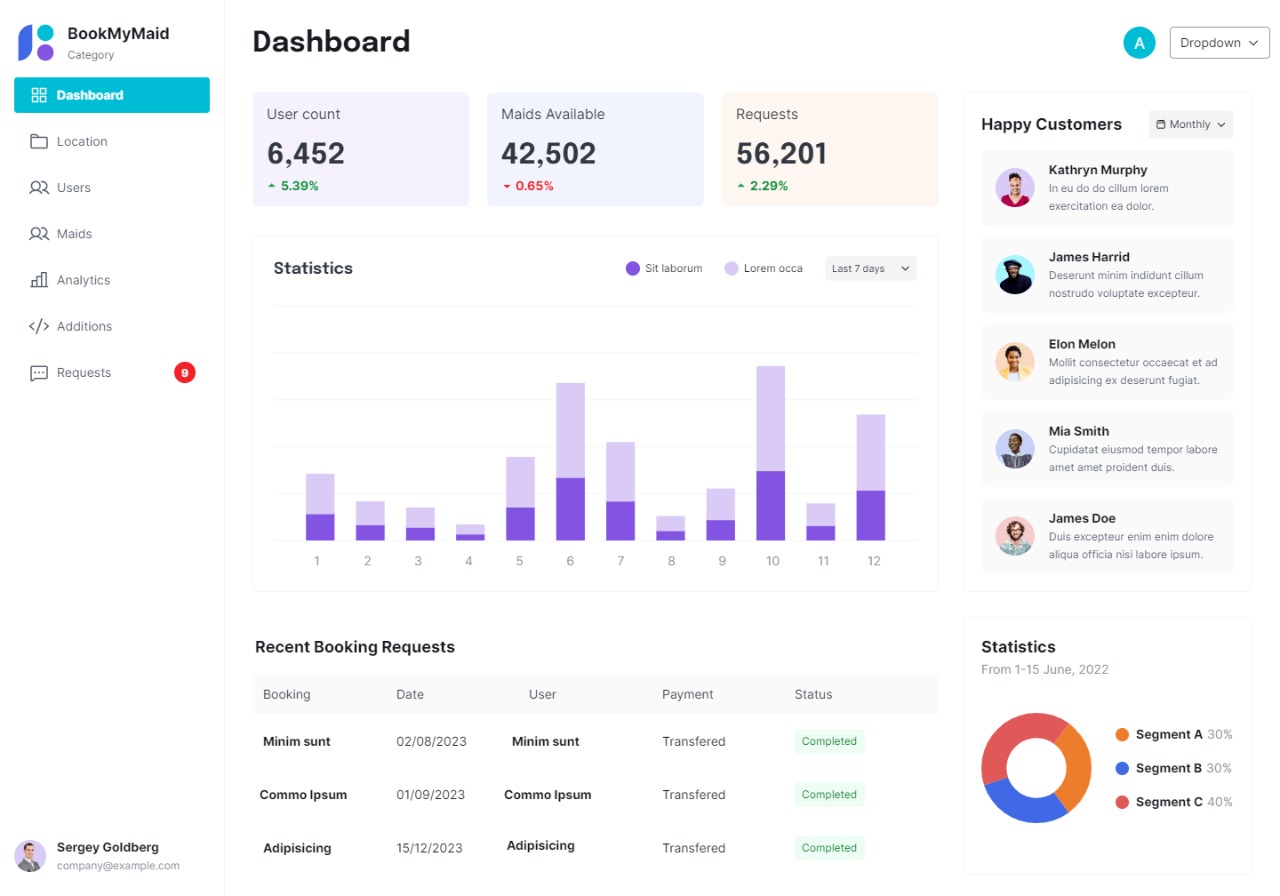 BookMyMaid
Category
Dashboard
Location
Users
Maids
Analytics
Additions
Requests 9
Sergey Goldberg
company@example.com
Dashboard
A Dropdown
User count
6,452
5.39%
Maids Available
42,502
0.65%
Requests
56,201
2.29%
Statistics Sit laborum Lorem occa Last 7 days
1 2 3 4 5 6 7 8 9 10 11 12
Happy Customers Monthly
Kathryn Murphy
In eu do do cillum lorem
exercitation ea dolor.
James Harrid
Deserunt minim indidunt cillum
nostrudo voluptate excepteur.
Elon Melon
Mollit consectetur occaecat et ad
adipisicing ex deserunt fugiat.
Mia Smith
Cupidatat eiusmod tempor labore
amet amet proident duis.
James Doe
Duis excepteur enim enim dolore
aliqua officia nisi labore ipsum.
Recent Booking Requests
Booking Date User Payment Status
Minim sunt 02/08/2023 Minim sunt Transfered Completed
Commo Ipsum 01/09/2023 Commo Ipsum Transfered Completed
Adipisicing 15/12/2023 Adipisicing Transfered Completed
Statistics
From 1-15 June, 2022
Segment A 30%
Segment B 30%
Segment C 40%